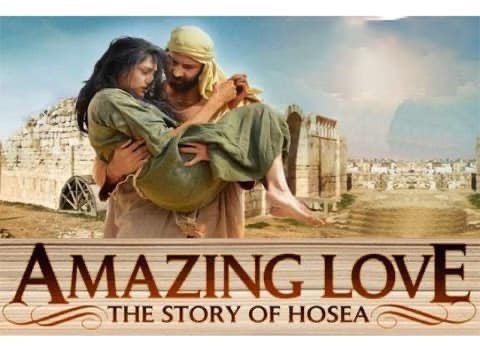 AMAZING LOVE
THE STORY OF HOSEA